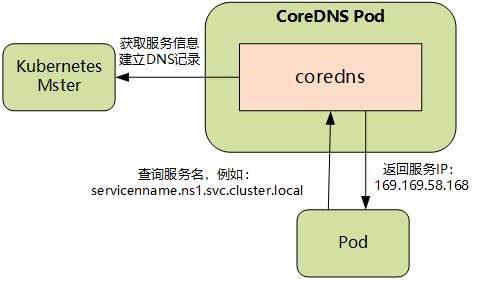 CoreDNS Pod
获取服务信息
建立DNS记录
Kubernetes
Mster
coredns
查询服务名，例如：
servicename.ns1.svc.cluster.local
返回服务IP：
169.169.58.168
Pod